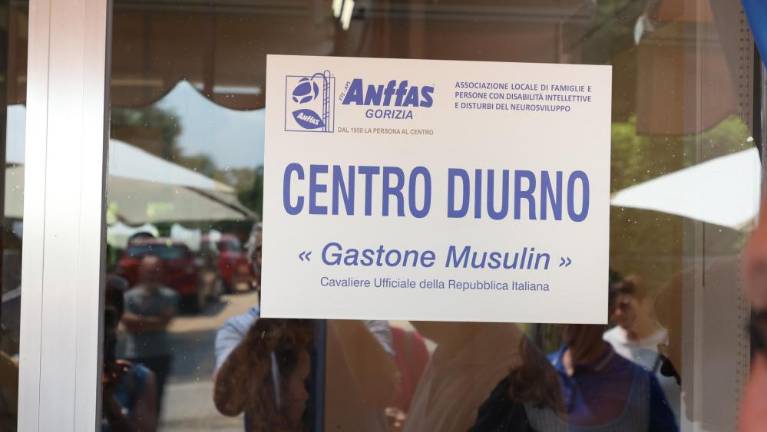 Anffas
GORIZIA
Anffas
DAL 1958 LA PERSONA AL CENTRO
ASSOCIAZIONE LOCALE DI FAMIGLIE E
PERSONE CON DISABILITÀ INTELLETTIVE
E DISTURBI DEL NEUROSVILUPPO
CENTRO DIURNO
« Gastone Musulin »
Cavaliere Ufficiale della Repubblica Italiana